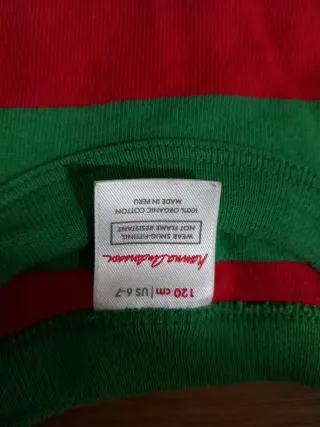 120 cm | US 6-7
Hanna Andersson
WEAR SNUG-FITTING,
NOT FLAME RESISTANT
100% ORGANIC COTTON
MADE IN PERU